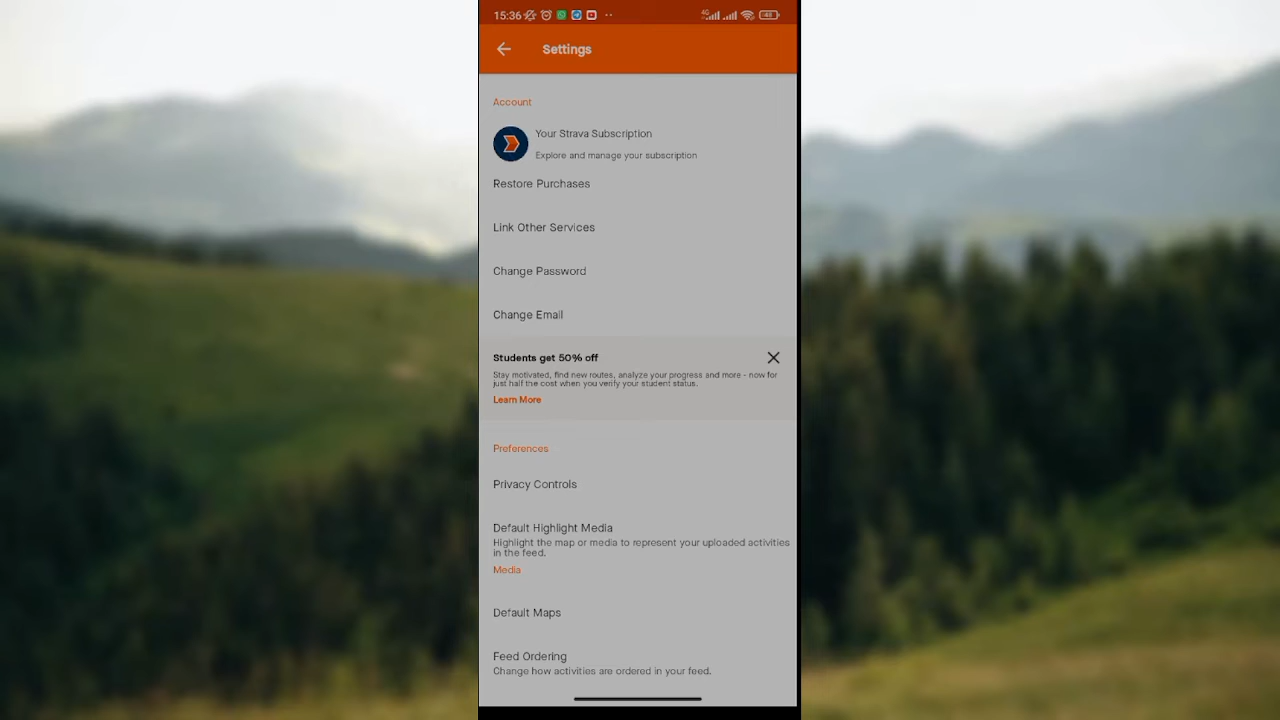 15:36
4G
48
Settings
Account
Your Strava Subscription
Explore and manage your subscription
Restore Purchases
Link Other Services
Change Password
Change Email
Students get 50% off
Stay motivated, find new routes, analyze your progress and more - now for
just half the cost when you verify your student status.
Learn More
Preferences
Privacy Controls
Default Highlight Media
Highlight the map or media to represent your uploaded activities
in the feed.
Media
Default Maps
Feed Ordering
Change how activities are ordered in your feed.